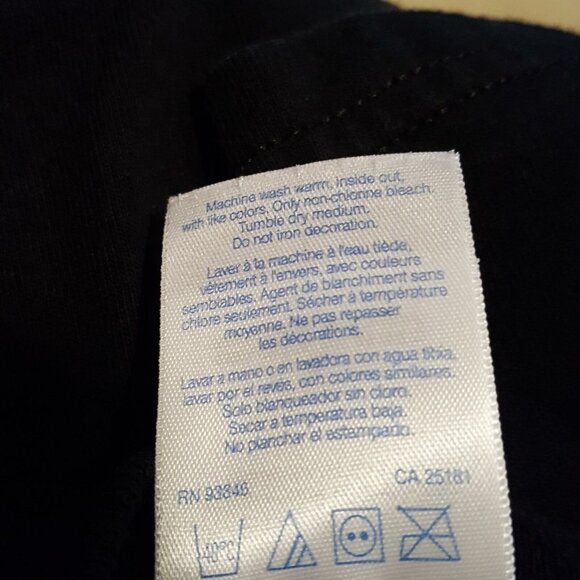 Machine wash warm, inside out,
with like colors. Only non-chlorine bleach.
Tumble dry medium.
Do not iron decoration.
Laver à la machine à l'eau tiède,
vêtement à l'envers, avec couleurs
semblables. Agent de blanchiment sans
chlore seulement. Sécher à température
moyenne. Ne pas repasser
les décorations.
Lavar a mano o en lavadora con agua tibia,
lavar por el revés, con colores similares.
Solo blanqueador sin cloro.
Secar a temperatura baja.
No planchar el estampado.
RN 93846 CA 25181
40°C